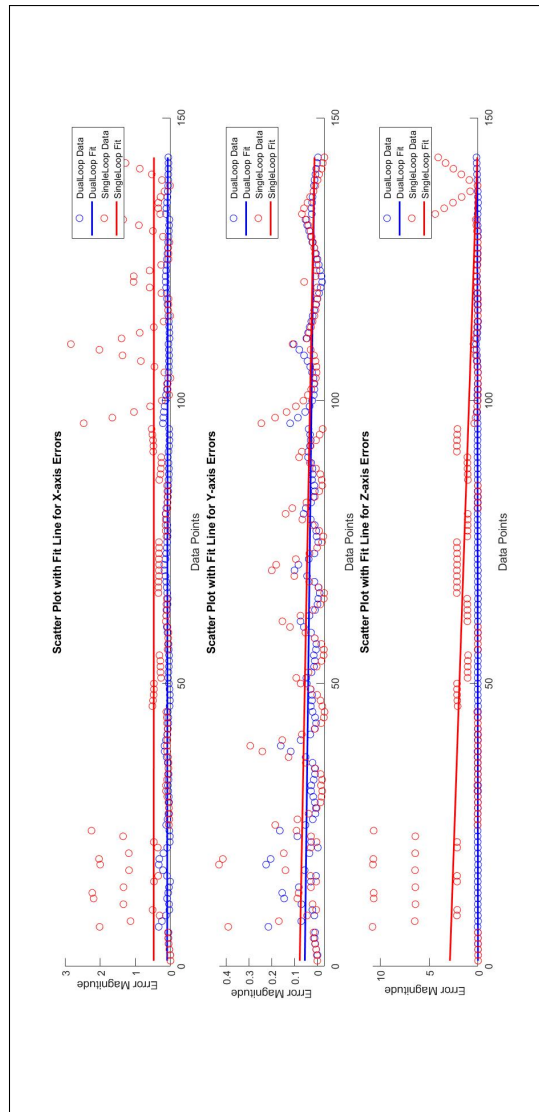 Scatter Plot with Fit Line for X-axis Errors
3
2
1
0
Error Magnitude
DualLoop Data
DualLoop Fit
SingleLoop Data
SingleLoop Fit
0
50
100
150
Data Points
Scatter Plot with Fit Line for Y-axis Errors
0.4
0.3
0.2
0.1
0
Error Magnitude
DualLoop Data
DualLoop Fit
SingleLoop Data
SingleLoop Fit
0
50
100
150
Data Points
Scatter Plot with Fit Line for Z-axis Errors
10
5
0
Error Magnitude
DualLoop Data
DualLoop Fit
SingleLoop Data
SingleLoop Fit
0
50
100
150
Data Points